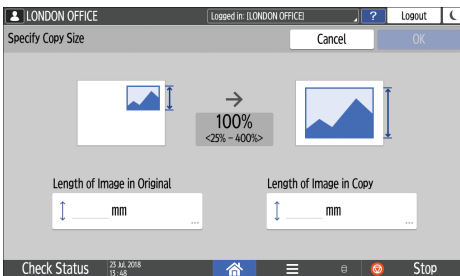 LONDON OFFICE
Logged in: [LONDON OFFICE]
?
Logout
Specify Copy Size
Cancel
OK
100%
<25% – 400%>
Length of Image in Original
Length of Image in Copy
mm
...
mm
...
Check Status
23 Jul. 2018
13:48
Stop